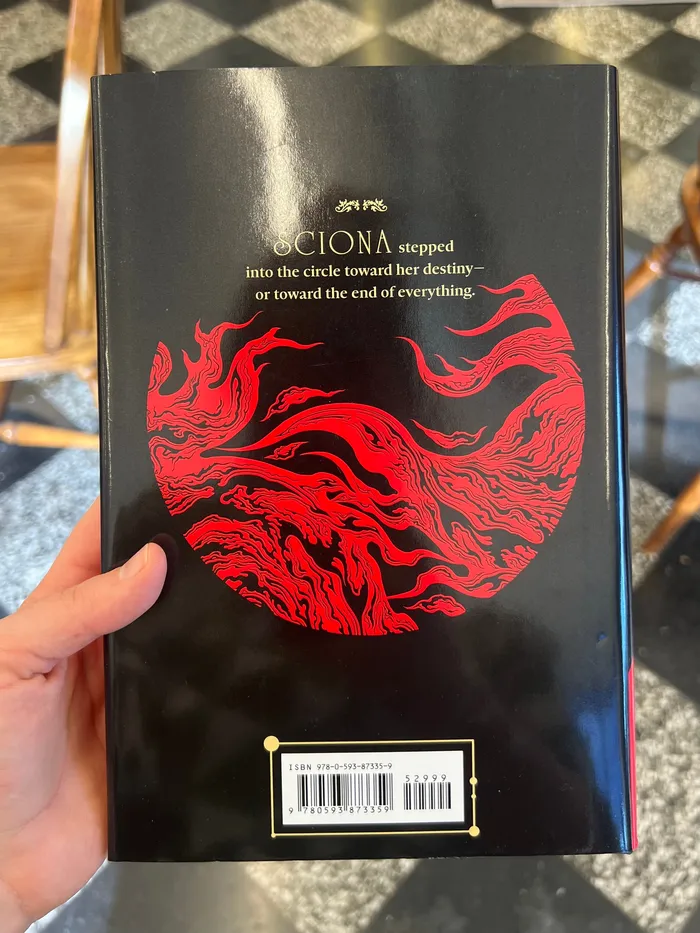 SCIONA stepped
into the circle toward her destiny—
or toward the end of everything.
ISBN 978-0-593-87335-9
52999
9 780593 873359